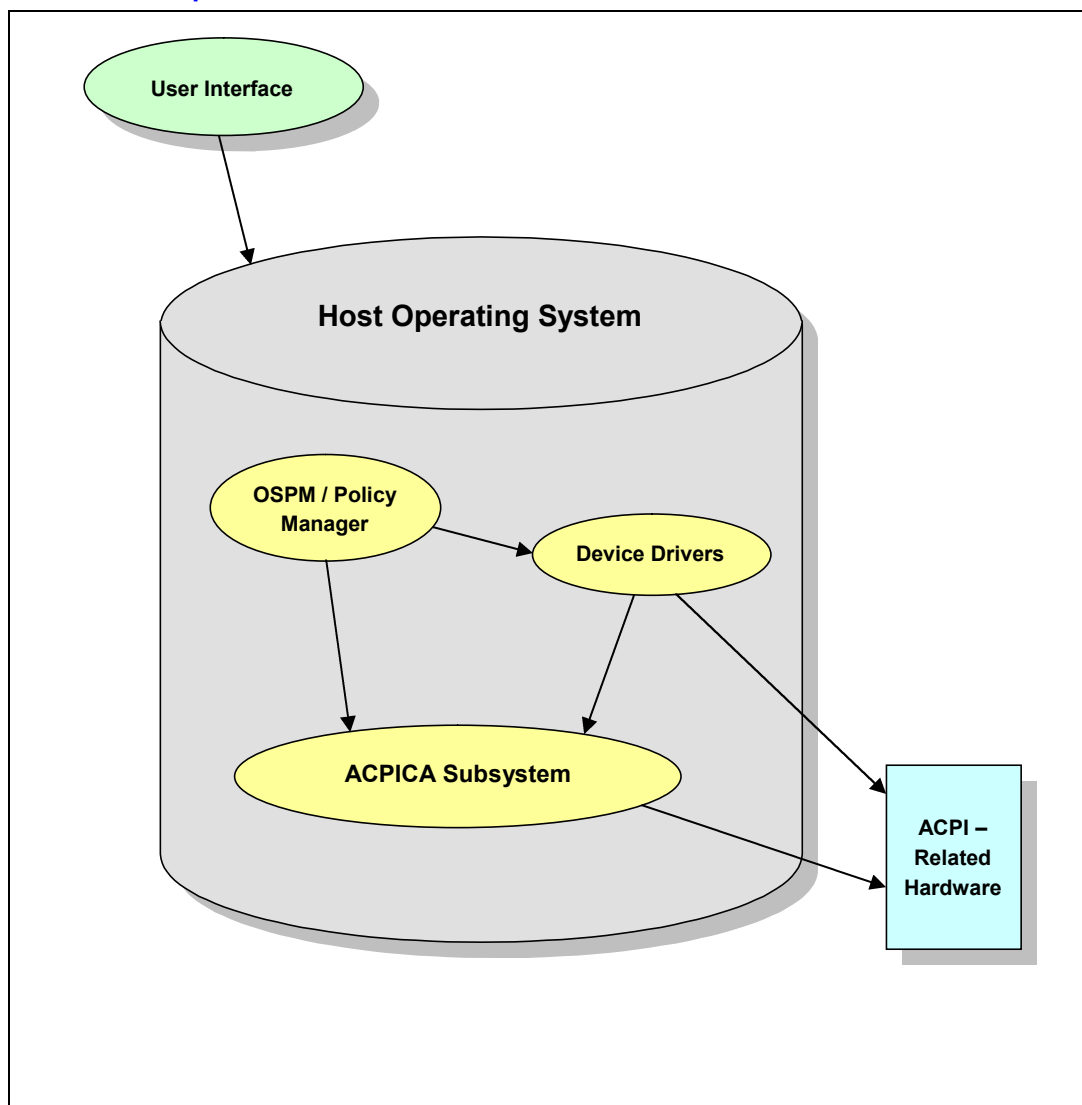 User Interface
Host Operating System
OSPM / Policy
Manager
Device Drivers
ACPICA Subsystem
ACPI –
Related
Hardware